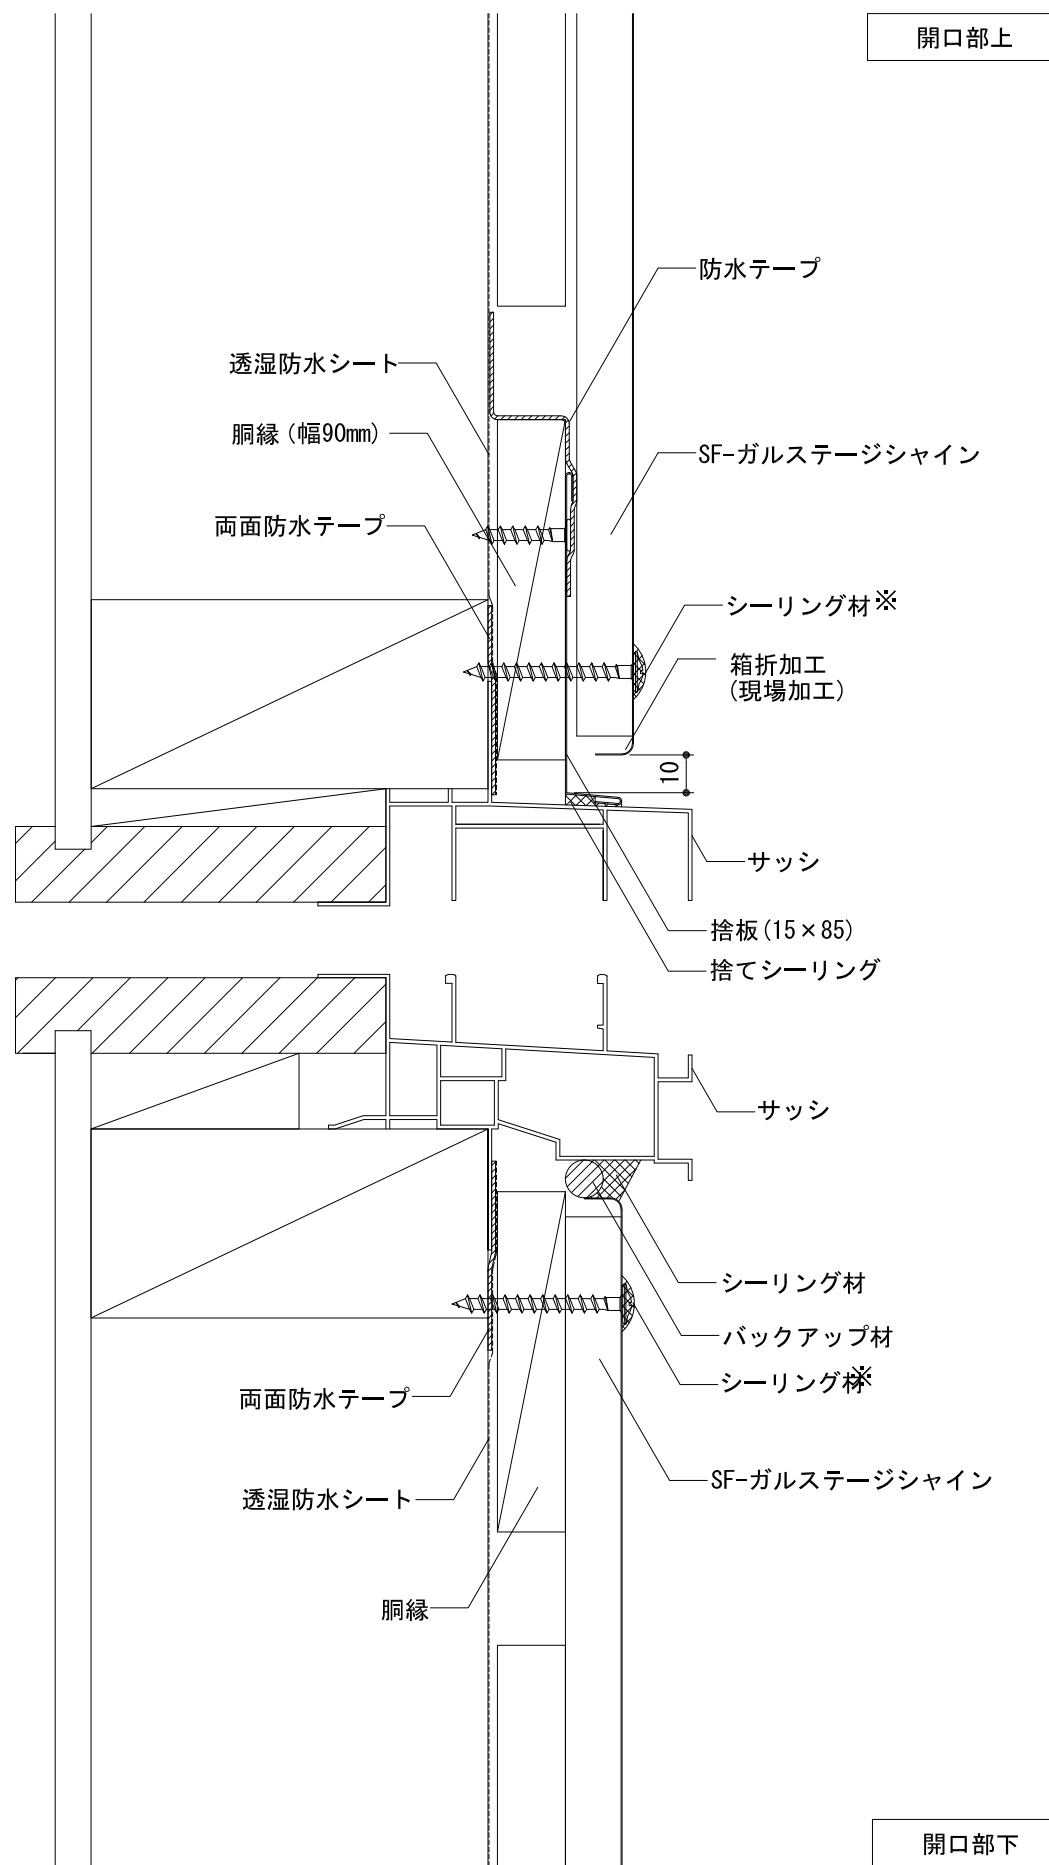 開口部上
防水テープ
透湿防水シート
胴縁(幅90mm)
SF-ガルステージシャイン
両面防水テープ
シーリング材※
箱折加工
(現場加工)
10
サッシ
捨板(15×85)
捨てシーリング
サッシ
シーリング材
バックアップ材
シーリング材※
両面防水テープ
SF-ガルステージシャイン
透湿防水シート
胴縁
開口部下